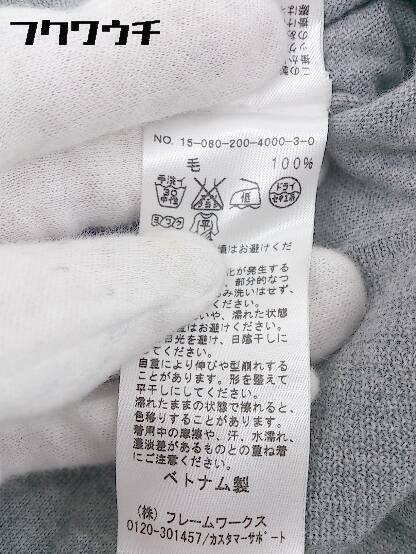 フクワウチ
NO. 15-080-200-4000-3-0
毛 100%
手洗イ
30
中性
低
ドライ
セキユ系
ヨワク
平
はお避けくだ
化が発生する
部分的なつ
み洗いはせず、
ください。
いや、濡れた状態
はお避けください。
光を避け、日陰干しに
てください。
自重により伸びや型崩れする
ことがあります。形を整えて
平干しにしてください。
濡れたままの状態で擦れると、
色移りすることがあります。
着用中の摩擦や、汗、水濡れ、
濃淡差があるものとの重ね着
にご注意ください。
ベトナム製
(株) フレームワークス
0120-301457/カスタマーサポート